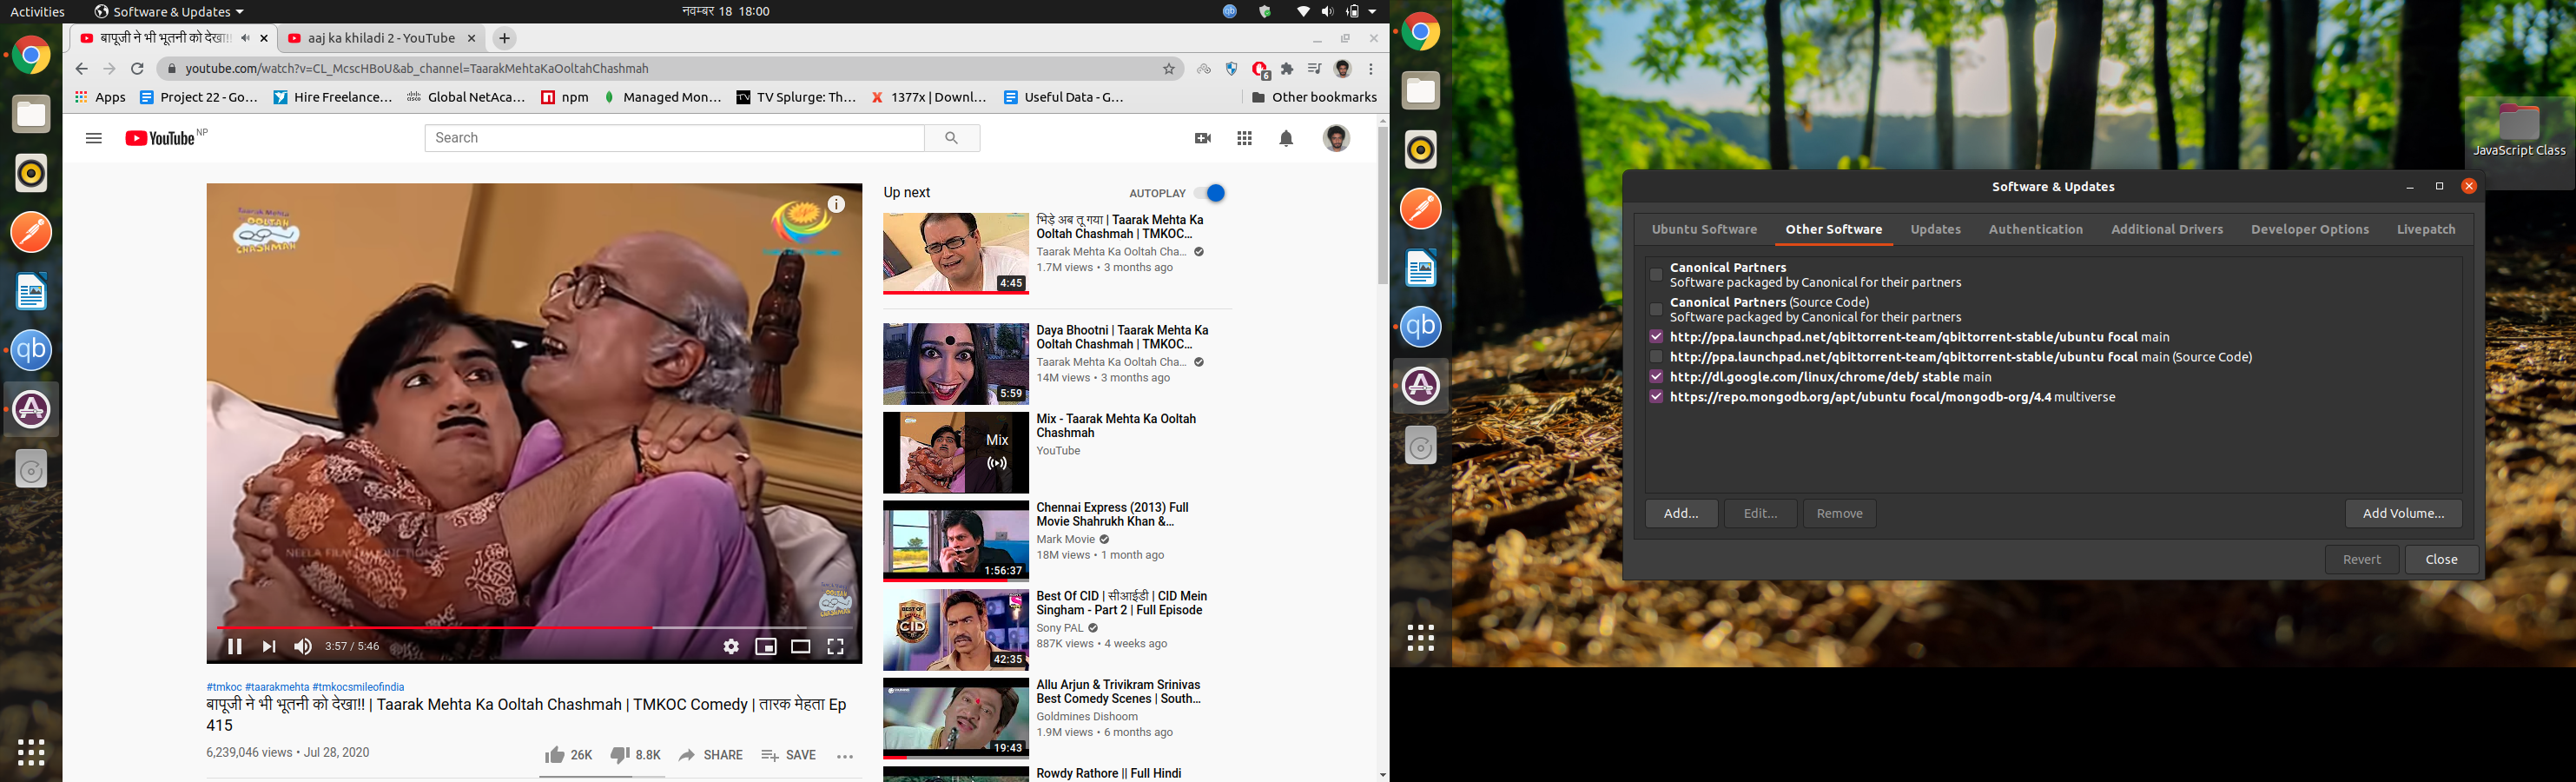 Activities
Software & Updates
नवम्बर 18 18:00
बापूजी ने भी भूतनी को देखा!!
aaj ka khiladi 2 - YouTube
youtube.com/watch?v=CL_McscHBoU&ab_channel=TaarakMehtaKaOoltahChashmah
6
Apps
Project 22 - Go...
Hire Freelance...
Global NetAca...
npm
Managed Mon...
TV Splurge: Th...
1377x | Downl...
Useful Data - G...
Other bookmarks
YouTube NP
Search
Taarak Mehta
OOLTAH
CHASHMAH
NEELA FILM PRODUCTIONS
3:57 / 5:46
#tmkoc #taarakmehta #tmkocsmileofindia
बापूजी ने भी भूतनी को देखा!! | Taarak Mehta Ka Ooltah Chashmah | TMKOC Comedy | तारक मेहता Ep
415
6,239,046 views • Jul 28, 2020
26K
8.8K
SHARE
SAVE
Up next
AUTOPLAY
4:45
भिड़े अब तू गया | Taarak Mehta Ka
Ooltah Chashmah | TMKOC...
Taarak Mehta Ka Ooltah Cha...
1.7M views • 3 months ago
5:59
Daya Bhootni | Taarak Mehta Ka
Ooltah Chashmah | TMKOC...
Taarak Mehta Ka Ooltah Cha...
14M views • 3 months ago
Mix
Mix - Taarak Mehta Ka Ooltah
Chashmah
YouTube
1:56:37
Chennai Express (2013) Full
Movie Shahrukh Khan &...
Mark Movie
18M views • 1 month ago
BEST OF
CID
42:35
Best Of CID | सीआईडी | CID Mein
Singham - Part 2 | Full Episode
Sony PAL
887K views • 4 weeks ago
19:43
Allu Arjun & Trivikram Srinivas
Best Comedy Scenes | South...
Goldmines Dishoom
1.9M views • 6 months ago
Rowdy Rathore || Full Hindi
JavaScript Class
Software & Updates
Ubuntu Software
Other Software
Updates
Authentication
Additional Drivers
Developer Options
Livepatch
Canonical Partners
Software packaged by Canonical for their partners
Canonical Partners (Source Code)
Software packaged by Canonical for their partners
http://ppa.launchpad.net/qbittorrent-team/qbittorrent-stable/ubuntu focal main
http://ppa.launchpad.net/qbittorrent-team/qbittorrent-stable/ubuntu focal main (Source Code)
http://dl.google.com/linux/chrome/deb/ stable main
https://repo.mongodb.org/apt/ubuntu focal/mongodb-org/4.4 multiverse
Add...
Edit...
Remove
Add Volume...
Revert
Close